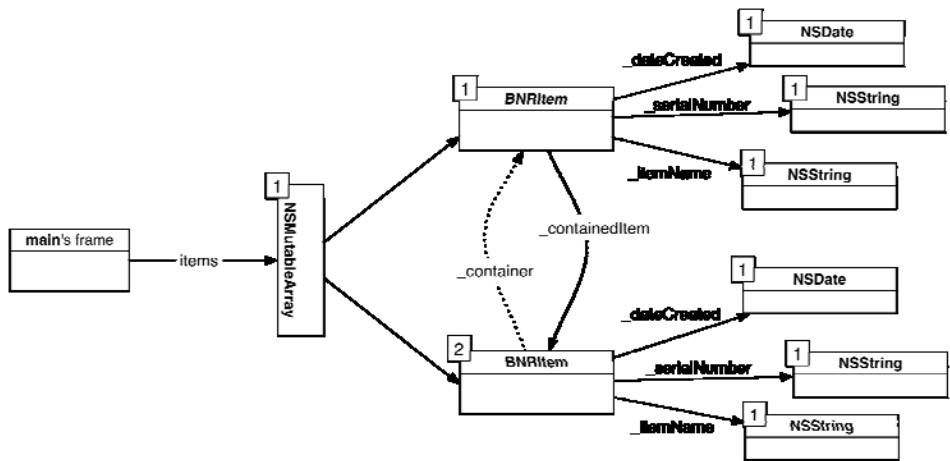 1
NSDate
_dateCreated
1
BNRItem
_serialNumber
1
NSString
_itemName
1
NSString
1
NSMutableArray
main's frame
items
_containedItem
_container
1
NSDate
_dateCreated
2
BNRItem
_serialNumber
1
NSString
_itemName
1
NSString